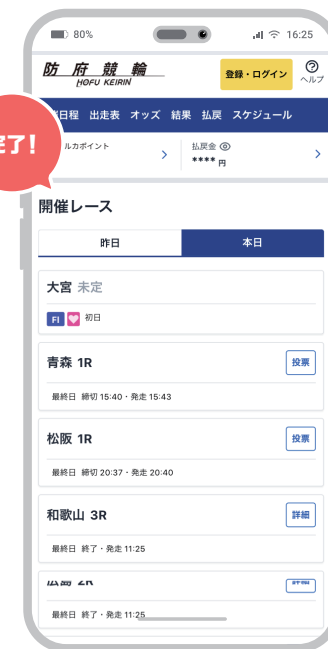 80%
16:25
防府競輪
HOFU KEIRIN
登録・ログイン
ヘルプ
日程 出走表 オッズ 結果 払戻 スケジュール
完了!
ルカポイント
払戻金
**** 円
開催レース
昨日
本日
大宮 未定
FI 初日
青森 1R
投票
最終日 締切 15:40・発走 15:43
松阪 1R
投票
最終日 締切 20:37・発走 20:40
和歌山 3R
詳細
最終日 終了・発走 11:25
広島 2R
詳細
最終日 終了・発走 11:25